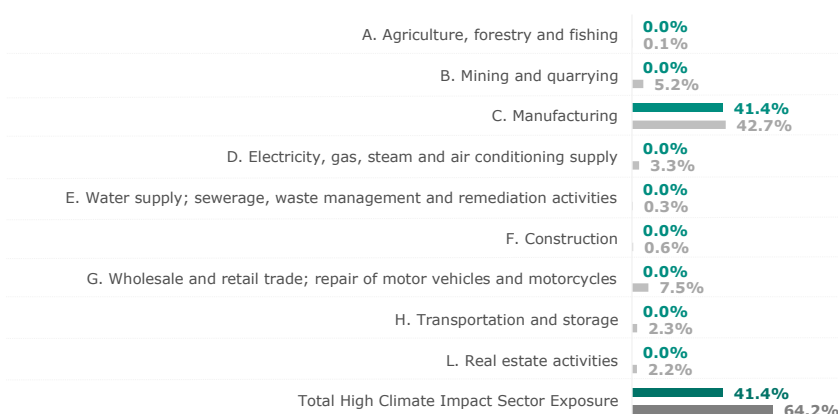 A. Agriculture, forestry and fishing
0.0%
0.1%
B. Mining and quarrying
0.0%
5.2%
C. Manufacturing
41.4%
42.7%
D. Electricity, gas, steam and air conditioning supply
0.0%
3.3%
E. Water supply; sewerage, waste management and remediation activities
0.0%
0.3%
F. Construction
0.0%
0.6%
G. Wholesale and retail trade; repair of motor vehicles and motorcycles
0.0%
7.5%
H. Transportation and storage
0.0%
2.3%
L. Real estate activities
0.0%
2.2%
Total High Climate Impact Sector Exposure
41.4%
64.2%